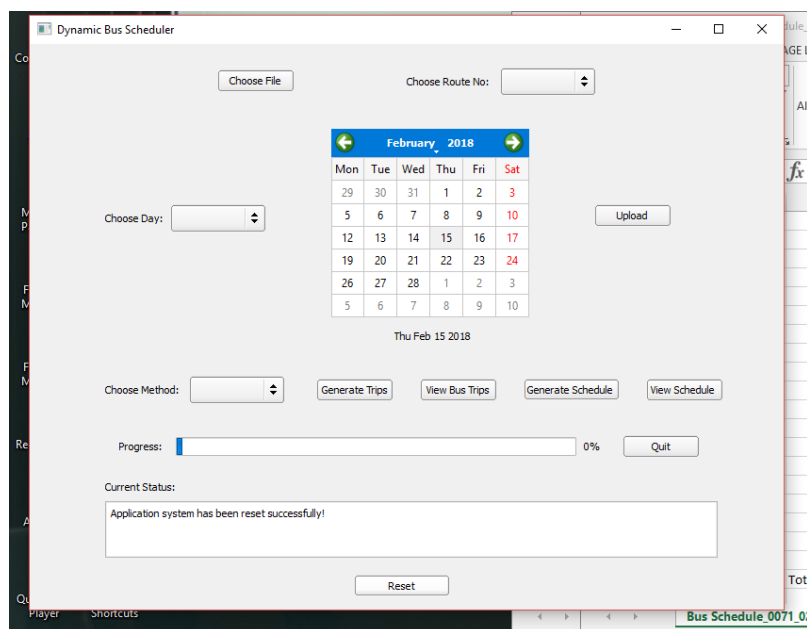 Dynamic Bus Scheduler
Choose File
Choose Route No:
February 2018
Mon Tue Wed Thu Fri Sat
29 30 31 1 2 3
5 6 7 8 9 10
12 13 14 15 16 17
19 20 21 22 23 24
26 27 28 1 2 3
5 6 7 8 9 10
Choose Day:
Upload
Thu Feb 15 2018
Choose Method:
Generate Trips
View Bus Trips
Generate Schedule
View Schedule
Progress:
0%
Quit
Current Status:
Application system has been reset successfully!
Reset
Player
Shortcuts
fx
Bus Schedule_0071_0